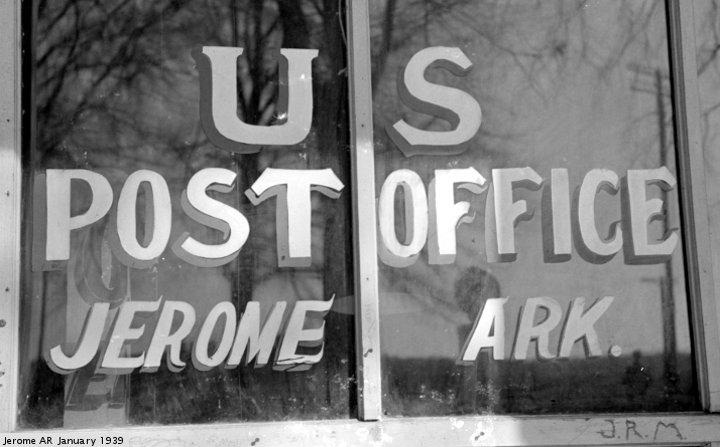 U S
POST OFFICE
JEROME ARK.
J.R M
Jerome AR January 1939